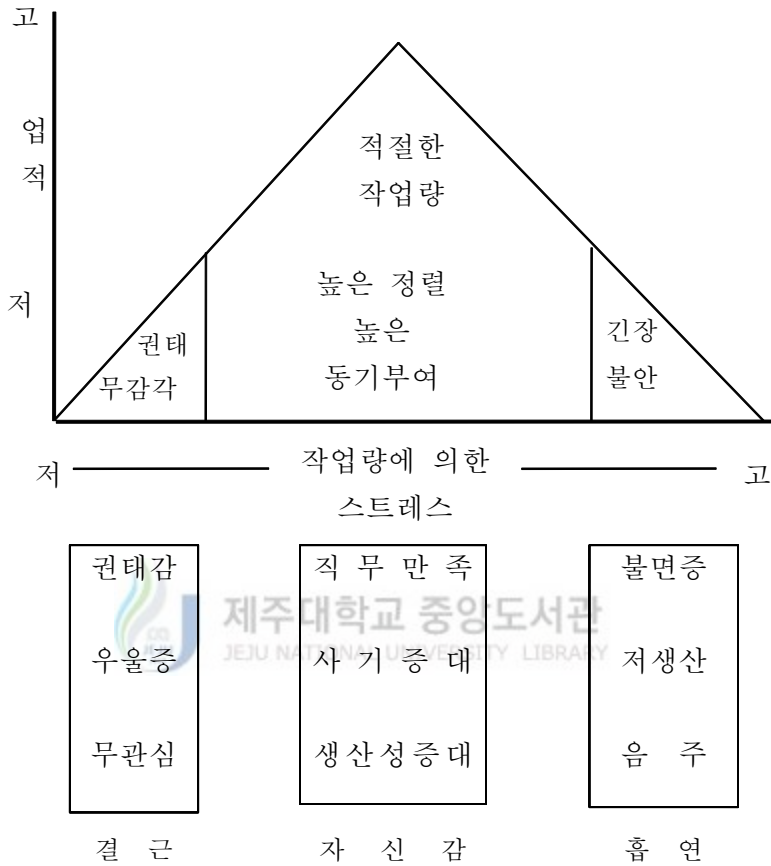 고
업
적
저
적절한
작업량
높은 정렬
높은
동기부여
권태
무감각
긴장
불안
저 작업량에 의한 고
스트레스
권태감 직 무 만 족 불면증
제주대학교 중앙도서관
JEJU NATIONAL UNIVERSITY LIBRARY
우울증 사 기 증 대 저생산
무관심 생산성증대 음 주
결 근 자 신 감 흡 연